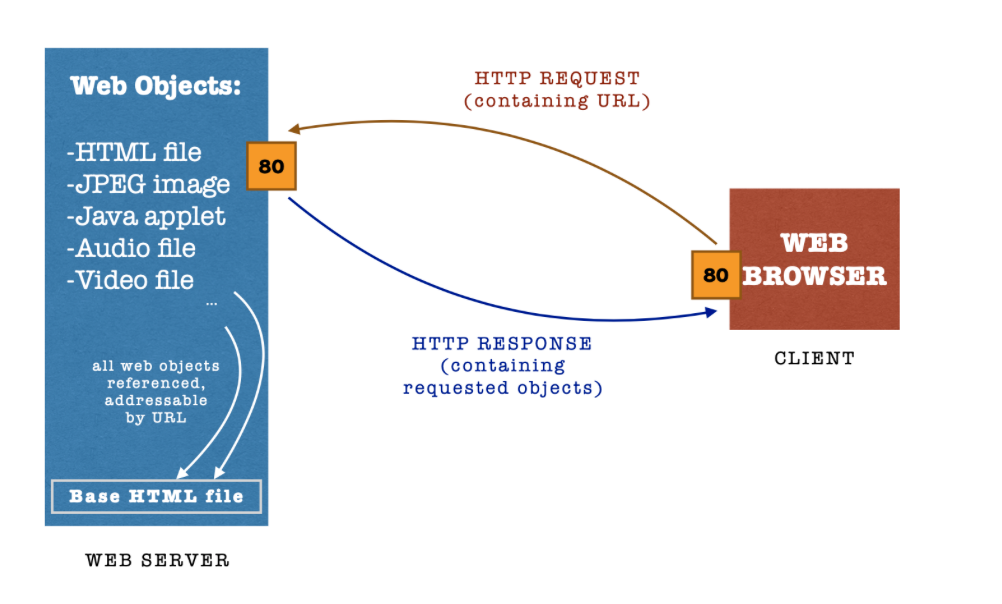 Web Objects:
-HTML file
-JPEG image
-Java applet
-Audio file
-Video file
...
all web objects
referenced,
addressable
by URL
Base HTML file
WEB SERVER
80
HTTP REQUEST
(containing URL)
HTTP RESPONSE
(containing
requested objects)
80
WEB
BROWSER
CLIENT